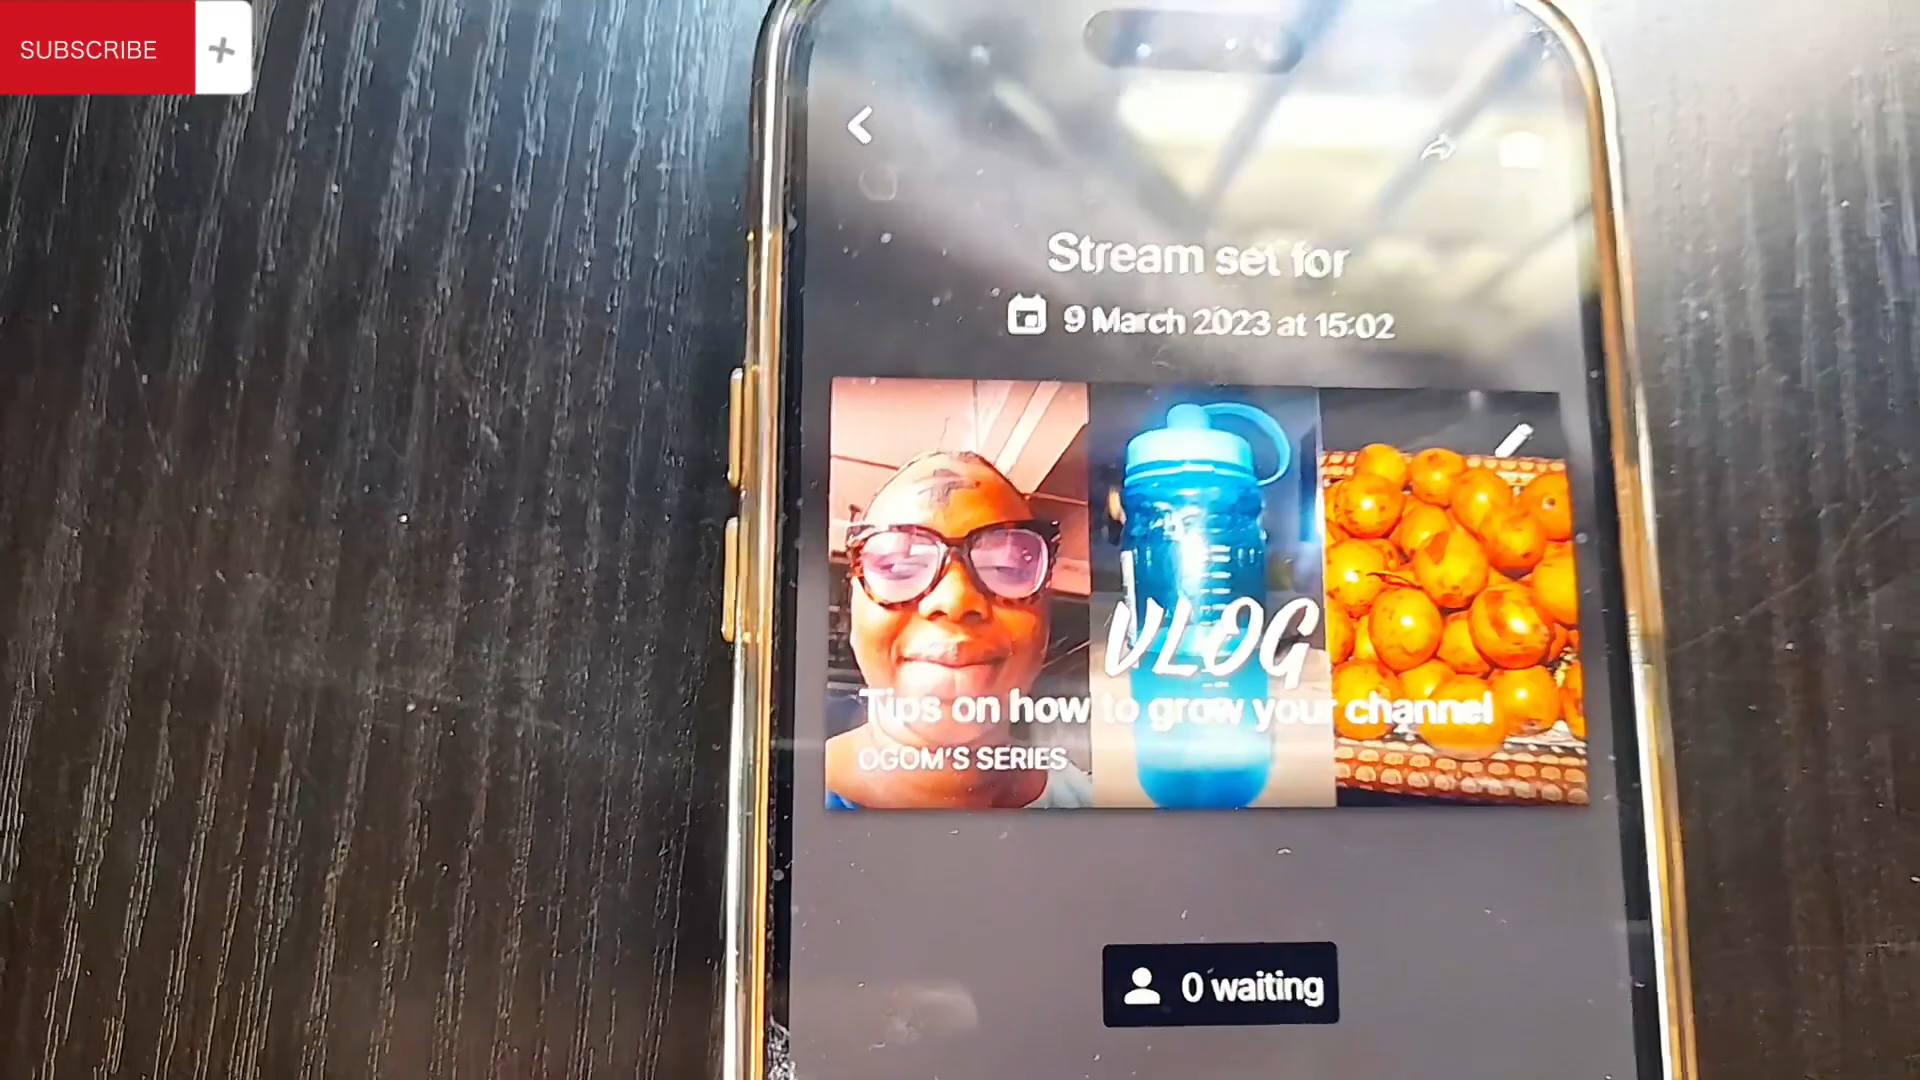 SUBSCRIBE
Stream set for
9 March 2023 at 15:02
VLOG
Tips on how to grow your channel
OGOM'S SERIES
0 waiting